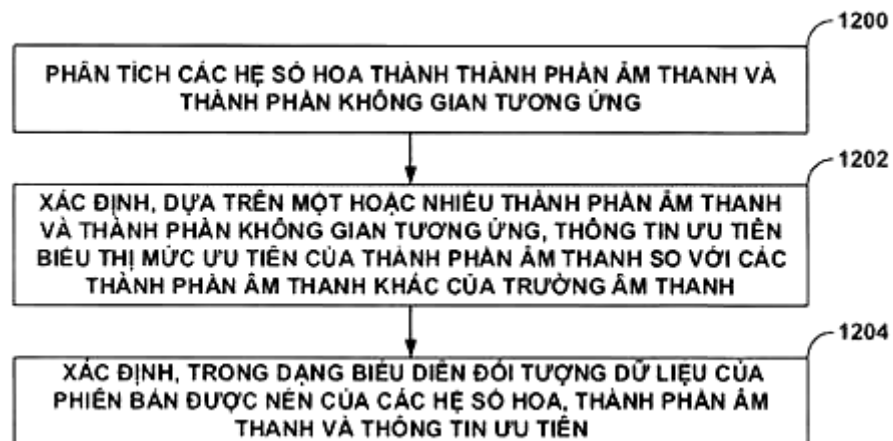 1200
PHÂN TÍCH CÁC HỆ SỐ HOA THÀNH THÀNH PHẦN ÂM THANH VÀ
THÀNH PHẦN KHÔNG GIAN TƯƠNG ỨNG
1202
XÁC ĐỊNH, DỰA TRÊN MỘT HOẶC NHIỀU THÀNH PHẦN ÂM THANH
VÀ THÀNH PHẦN KHÔNG GIAN TƯƠNG ỨNG, THÔNG TIN ƯU TIÊN
BIỂU THỊ MỨC ƯU TIÊN CỦA THÀNH PHẦN ÂM THANH SO VỚI CÁC
THÀNH PHẦN ÂM THANH KHÁC CỦA TRƯỜNG ÂM THANH
1204
XÁC ĐỊNH, TRONG DẠNG BIỂU DIỄN ĐỐI TƯỢNG DỮ LIỆU CỦA
PHIÊN BẢN ĐƯỢC NÉN CỦA CÁC HỆ SỐ HOA, THÀNH PHẦN ÂM
THANH VÀ THÔNG TIN ƯU TIÊN